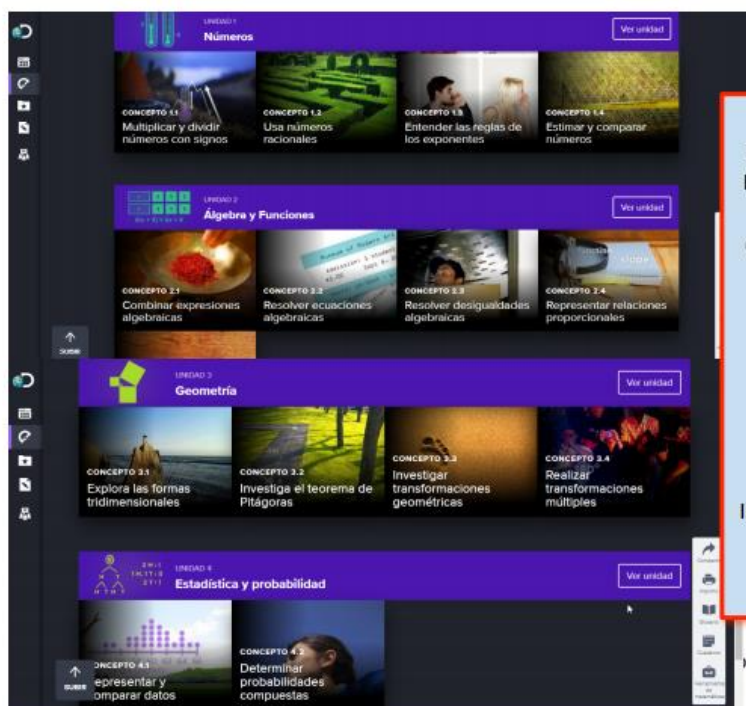 UNIDAD 1
Números
Ver unidad
CONCEPTO 1.1
Multiplicar y dividir
números con signos
CONCEPTO 1.2
Usa números
racionales
CONCEPTO 1.3
Entender las reglas de
los exponentes
CONCEPTO 1.4
Estimar y comparar
números
UNIDAD 2
Álgebra y Funciones
Ver unidad
CONCEPTO 2.1
Combinar expresiones
algebraicas
CONCEPTO 2.2
Resolver ecuaciones
algebraicas
CONCEPTO 2.3
Resolver desigualdades
algebraicas
CONCEPTO 2.4
Representar relaciones
proporcionales
SUBIR
UNIDAD 3
Geometría
Ver unidad
CONCEPTO 3.1
Explora las formas
tridimensionales
CONCEPTO 3.2
Investiga el teorema de
Pitágoras
CONCEPTO 3.3
Investigar
transformaciones
geométricas
CONCEPTO 3.4
Realizar
transformaciones
múltiples
UNIDAD 4
Estadística y probabilidad
Ver unidad
CONCEPTO 4.1
epresentar y
omparar datos
CONCEPTO 4.2
Determinar
probabilidades
compuestas
SUBIR